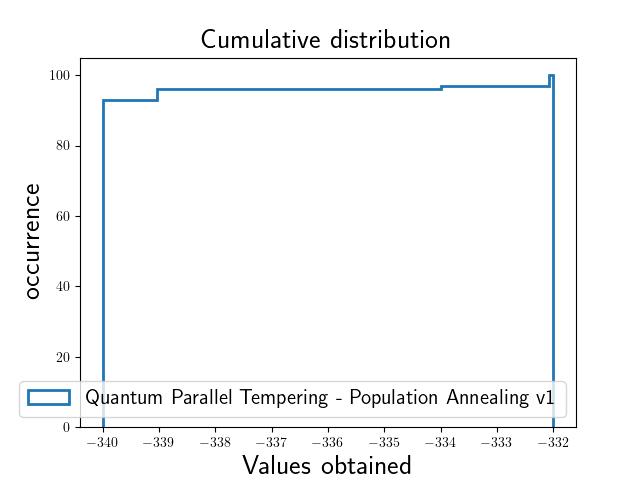 Cumulative distribution
occurrence
100
80
60
40
20
0
Quantum Parallel Tempering - Population Annealing v1
−340 −339 −338 −337 −336 −335 −334 −333 −332
Values obtained